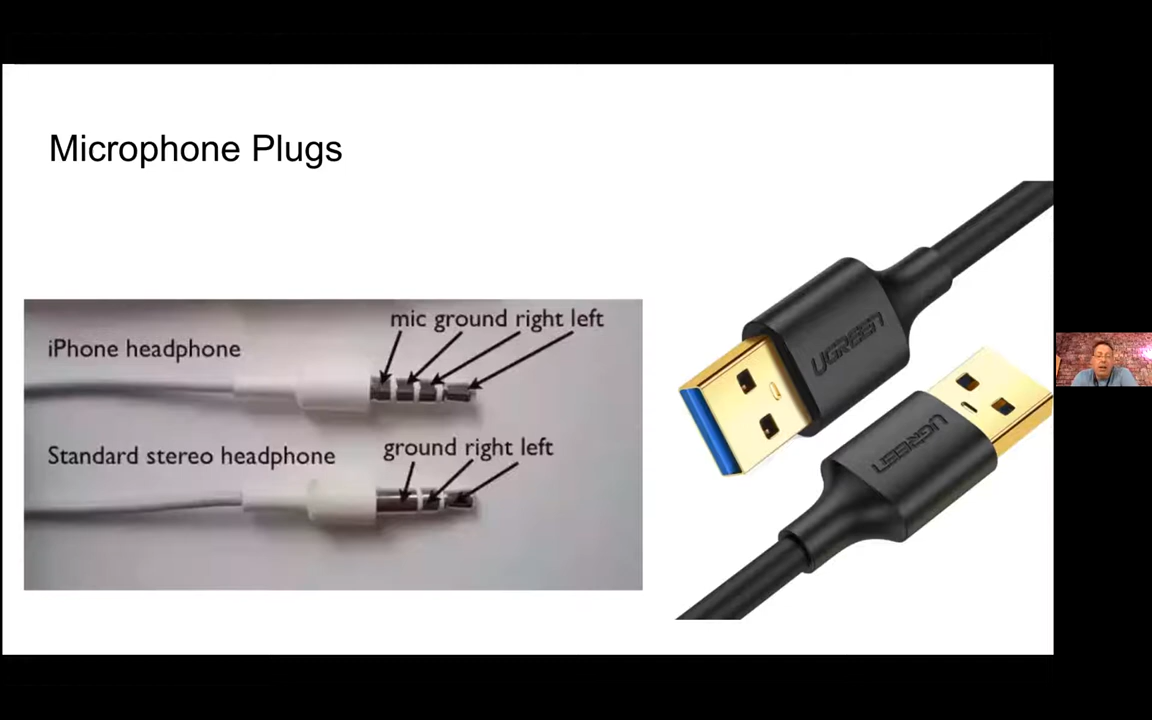 Microphone Plugs
mic ground right left
iPhone headphone
ground right left
Standard stereo headphone
UGREEN
UGREEN